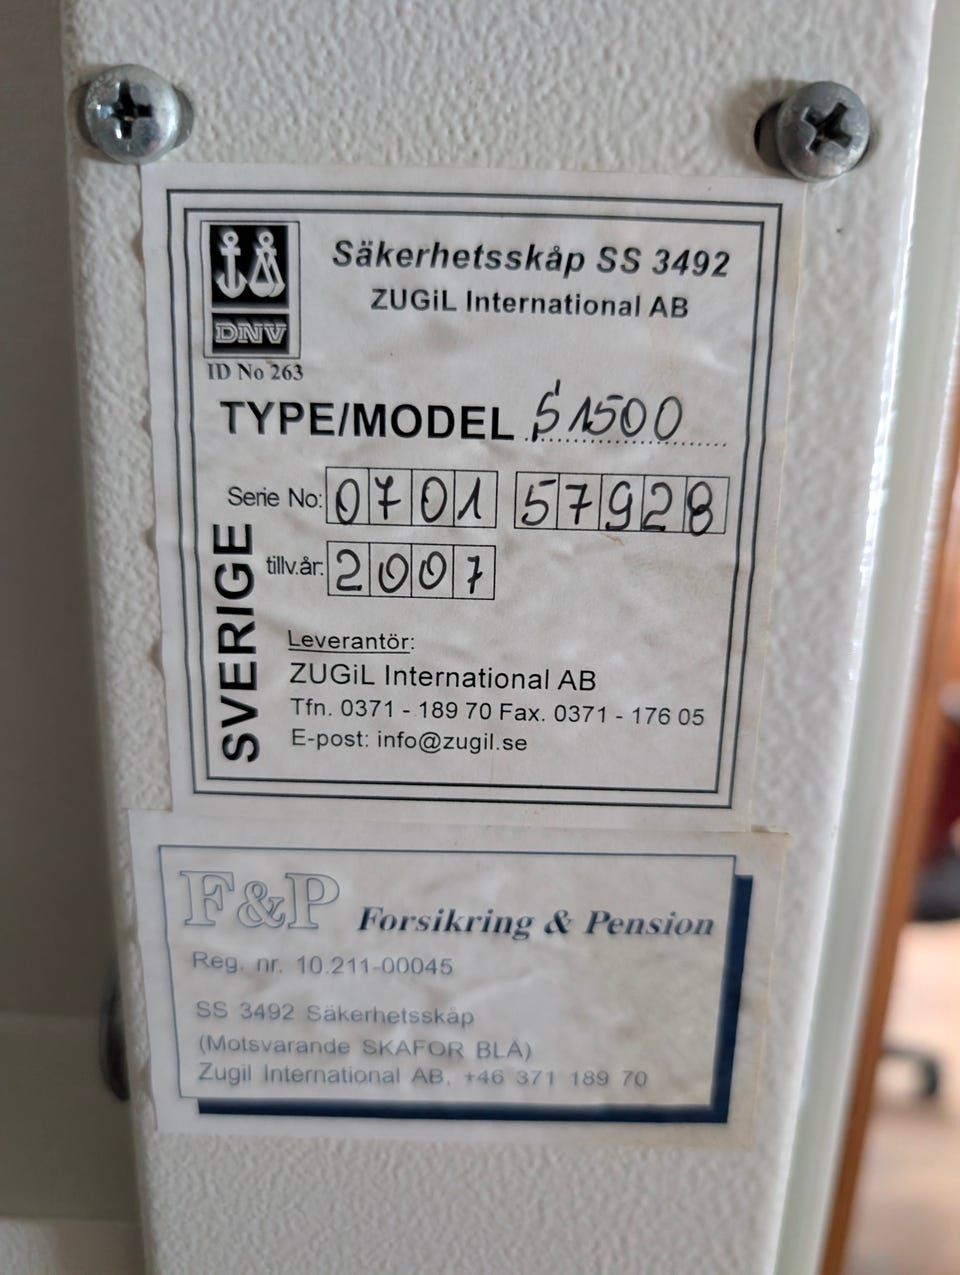 Säkerhetsskåp SS 3492
ZUGiL International AB
DNV
ID No 263
TYPE/MODEL S1500
Serie No: 0701 57928
tillv.år: 2007
SVERIGE
Leverantör:
ZUGiL International AB
Tfn. 0371 - 189 70 Fax. 0371 - 176 05
E-post: info@zugil.se
F&P Forsikring & Pension
Reg. nr. 10.211-00045
SS 3492 Säkerhetsskåp
(Motsvarande SKAFOR BLÅ)
Zugil International AB. +46 371 189 70